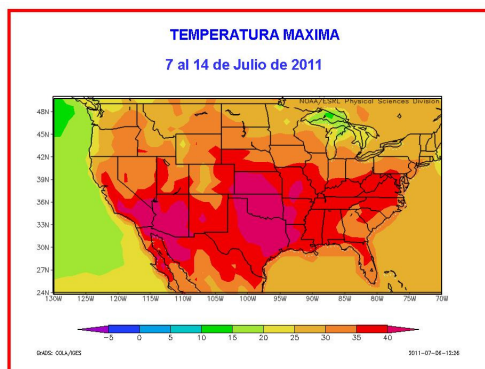 TEMPERATURA MAXIMA
7 al 14 de Julio de 2011
NOAA/ESRL Physical Sciences Division
48N
45N
42N
39N
36N
33N
30N
27N
24N
130W 125W 120W 115W 110W 105W 100W 95W 90W 85W 80W 75W 70W
-5 0 5 10 15 20 25 30 35 40
GrADS: COLA/IGES 2011-07-06-12:26